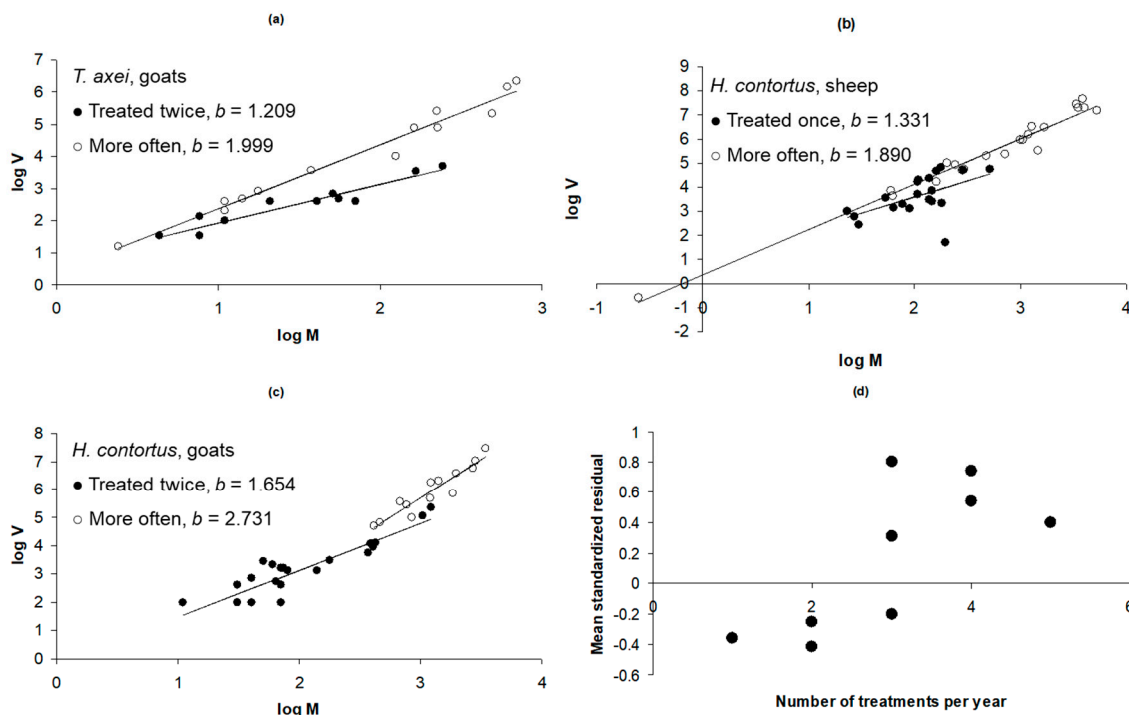 (a)
T. axei, goats
Treated twice, b = 1.209
More often, b = 1.999
log V
7
6
5
4
3
2
1
0
0
1
2
3
log M
(b)
H. contortus, sheep
Treated once, b = 1.331
More often, b = 1.890
log V
9
8
7
6
5
4
3
2
1
0
-1
-2
-1
0
1
2
3
4
log M
(c)
H. contortus, goats
Treated twice, b = 1.654
More often, b = 2.731
log V
8
7
6
5
4
3
2
1
0
0
1
2
3
4
log M
(d)
Mean standardized residual
1
0.8
0.6
0.4
0.2
0
-0.2
-0.4
-0.6
0
2
4
6
Number of treatments per year